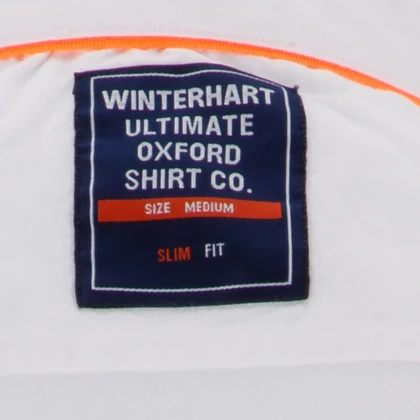 WINTERHART
ULTIMATE
OXFORD
SHIRT CO.
SIZE MEDIUM
SLIM FIT